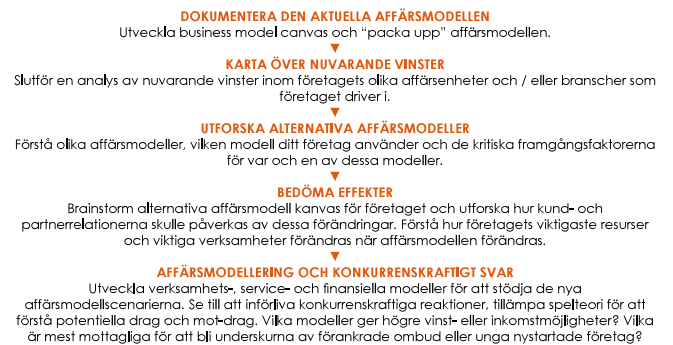 DOKUMENTERA DEN AKTUELLA AFFÄRSMODELLEN
Utveckla business model canvas och “packa upp” affärsmodellen.
KARTA ÖVER NUVARANDE VINSTER
Slutför en analys av nuvarande vinster inom företagets olika affärsenheter och / eller branscher som
företaget driver i.
UTFORSKA ALTERNATIVA AFFÄRSMODELLER
Förstå olika affärsmodeller, vilken modell ditt företag använder och de kritiska framgångsfaktorerna
för var och en av dessa modeller.
BEDÖMA EFFEKTER
Brainstorm alternativa affärsmodell kanvas för företaget och utforska hur kund- och
partnerrelationerna skulle påverkas av dessa förändringar. Förstå hur företagets viktigaste resurser
och viktiga verksamheter förändras när affärsmodellen förändras.
AFFÄRSMODELLERING OCH KONKURRENSKRAFTIGT SVAR
Utveckla verksamhets-, service- och finansiella modeller för att stödja de nya
affärsmodellscenarierna. Se till att införliva konkurrenskraftiga reaktioner, tillämpa spelteori för att
förstå potentiella drag och mot-drag. Vilka modeller ger högre vinst- eller inkomstmöjligheter? Vilka
är mest mottagliga för att bli underskurna av förankrade ombud eller unga nystartade företag?